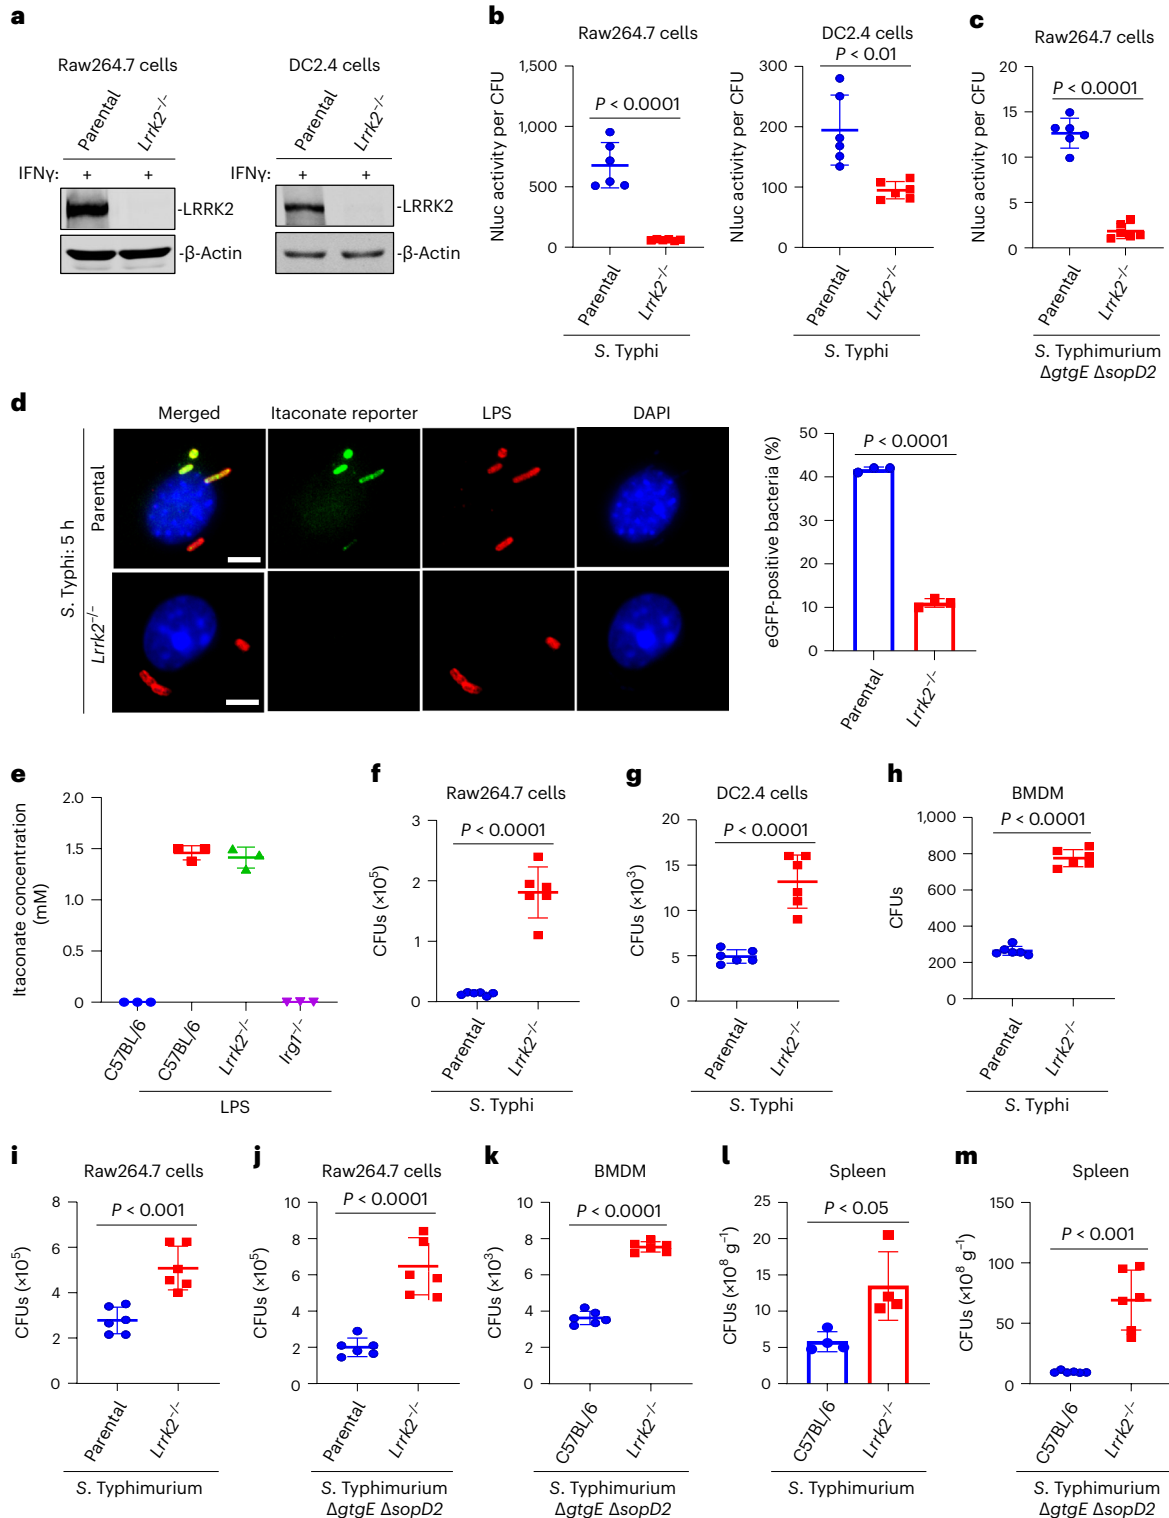 a
Raw264.7 cells
DC2.4 cells
Parental
Lrrk2⁻/⁻
Parental
Lrrk2⁻/⁻
IFNγ: + +
IFNγ: + +
-LRRK2
-LRRK2
-β-Actin
-β-Actin
b
Raw264.7 cells
Nluc activity per CFU
1,500
1,000
500
0
P < 0.0001
Parental
Lrrk2⁻/⁻
S. Typhi
DC2.4 cells
Nluc activity per CFU
300
200
100
0
P < 0.01
Parental
Lrrk2⁻/⁻
S. Typhi
c
Raw264.7 cells
Nluc activity per CFU
20
15
10
5
0
P < 0.0001
Parental
Lrrk2⁻/⁻
S. Typhimurium
ΔgtgE ΔsopD2
d
Merged
Itaconate reporter
LPS
DAPI
S. Typhi: 5 h
Parental
Lrrk2⁻/⁻
eGFP-positive bacteria (%)
50
40
30
20
10
0
P < 0.0001
Parental
Lrrk2⁻/⁻
e
Itaconate concentration
(mM)
2.0
1.5
1.0
0.5
0
C57BL/6
C57BL/6
Lrrk2⁻/⁻
Irg1⁻/⁻
LPS
f
Raw264.7 cells
CFUs (×10⁵)
3
2
1
0
P < 0.0001
Parental
Lrrk2⁻/⁻
S. Typhi
g
DC2.4 cells
CFUs (×10³)
20
15
10
5
0
P < 0.0001
Parental
Lrrk2⁻/⁻
S. Typhi
h
BMDM
CFUs
1,000
800
600
400
200
0
P < 0.0001
Parental
Lrrk2⁻/⁻
S. Typhi
i
Raw264.7 cells
CFUs (×10⁵)
8
6
4
2
0
P < 0.001
Parental
Lrrk2⁻/⁻
S. Typhimurium
j
Raw264.7 cells
CFUs (×10⁵)
10
8
6
4
2
0
P < 0.0001
Parental
Lrrk2⁻/⁻
S. Typhimurium
ΔgtgE ΔsopD2
k
BMDM
CFUs (×10³)
10
8
6
4
2
0
P < 0.0001
C57BL/6
Lrrk2⁻/⁻
S. Typhimurium
ΔgtgE ΔsopD2
l
Spleen
CFUs (×10⁸ g⁻¹)
25
20
15
10
5
0
P < 0.05
C57BL/6
Lrrk2⁻/⁻
S. Typhimurium
m
Spleen
CFUs (×10⁸ g⁻¹)
150
100
50
0
P < 0.001
C57BL/6
Lrrk2⁻/⁻
S. Typhimurium
ΔgtgE ΔsopD2